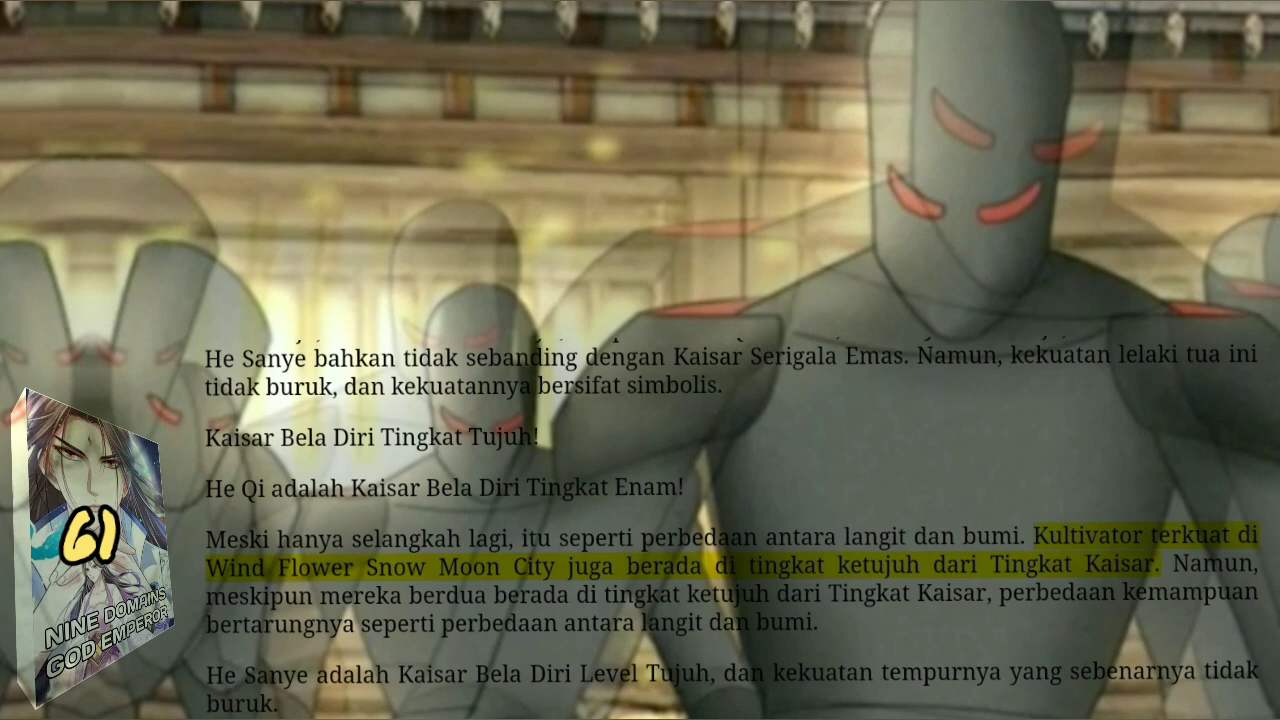 He Sanye bahkan tidak sebanding dengan Kaisar Serigala Emas. Namun, kekuatan lelaki tua ini
tidak buruk, dan kekuatannya bersifat simbolis.
Kaisar Bela Diri Tingkat Tujuh!
He Qi adalah Kaisar Bela Diri Tingkat Enam!
Meski hanya selangkah lagi, itu seperti perbedaan antara langit dan bumi. Kultivator terkuat di
Wind Flower Snow Moon City juga berada di tingkat ketujuh dari Tingkat Kaisar. Namun,
meskipun mereka berdua berada di tingkat ketujuh dari Tingkat Kaisar, perbedaan kemampuan
bertarungnya seperti perbedaan antara langit dan bumi.
He Sanye adalah Kaisar Bela Diri Level Tujuh, dan kekuatan tempurnya yang sebenarnya tidak
buruk.
61
NINE DOMAINS
GOD EMPEROR